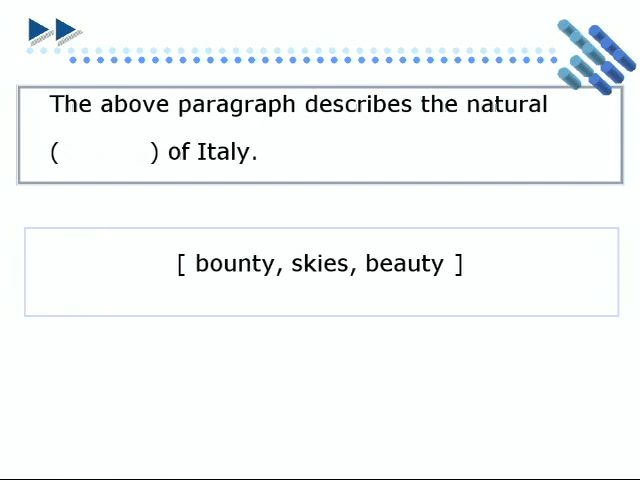 The above paragraph describes the natural
(          ) of Italy.
[ bounty, skies, beauty ]